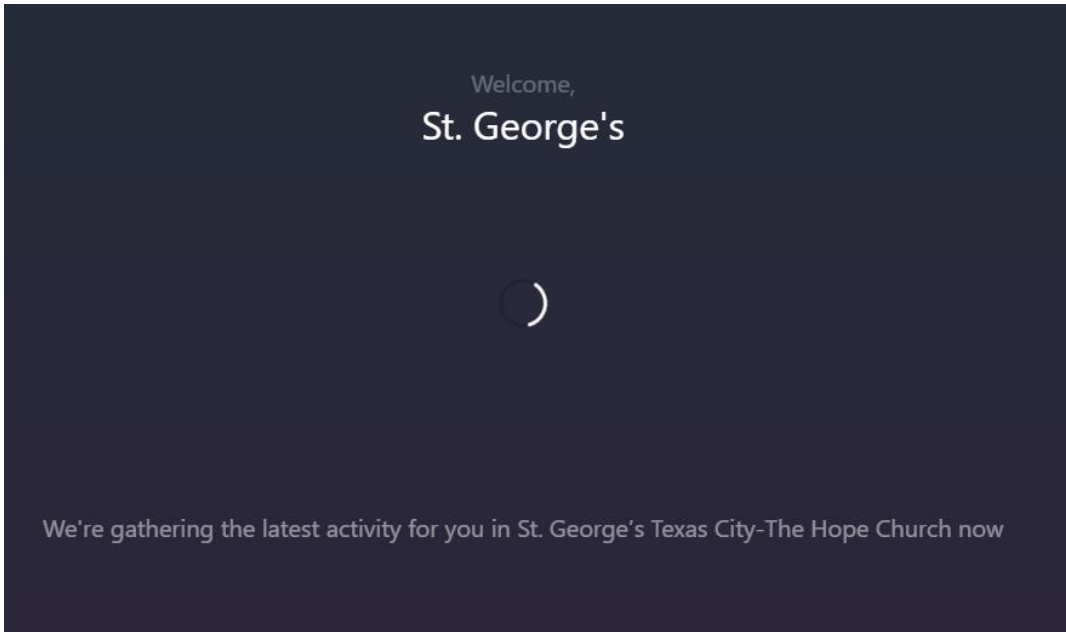 Welcome,
St. George's
We're gathering the latest activity for you in St. George’s Texas City-The Hope Church now